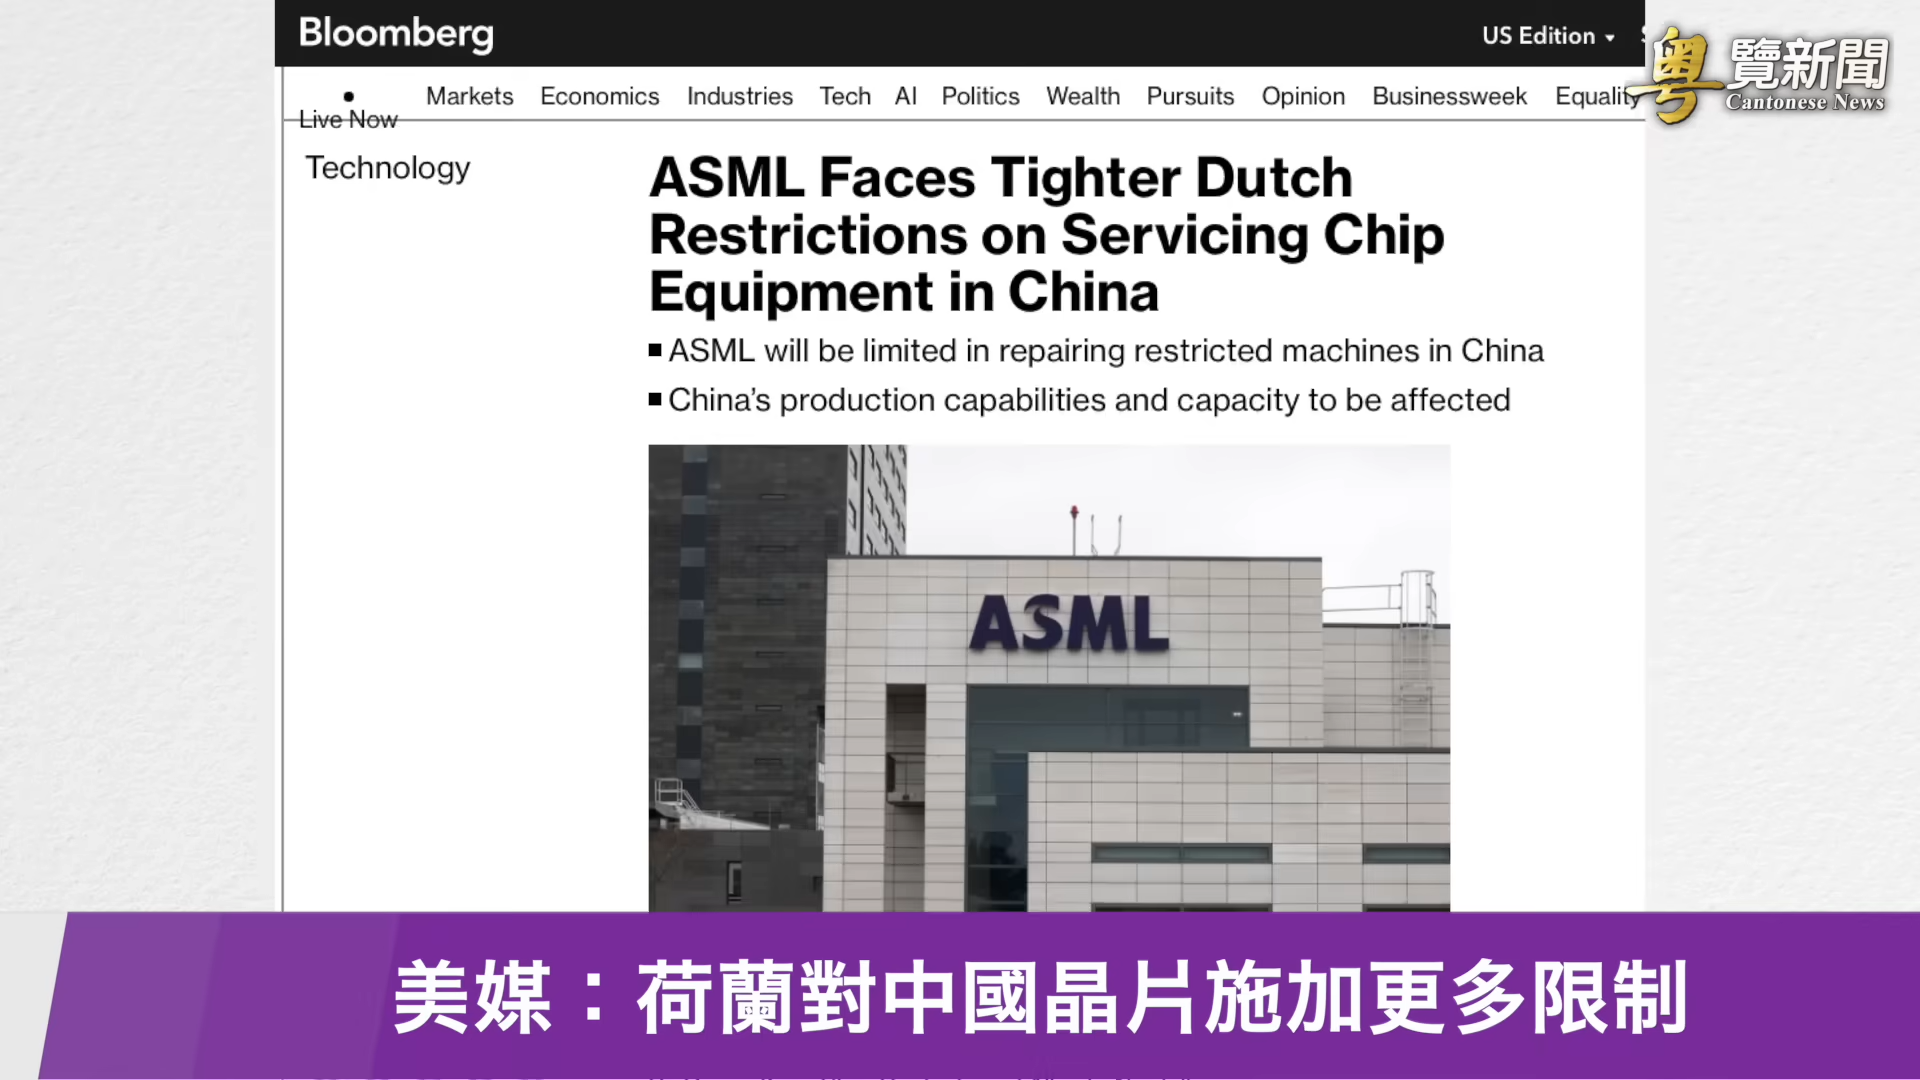 Bloomberg
US Edition
粵覽新聞
Cantonese News
Live Now
Markets Economics Industries Tech AI Politics Wealth Pursuits Opinion Businessweek Equality
Technology
ASML Faces Tighter Dutch
Restrictions on Servicing Chip
Equipment in China
ASML will be limited in repairing restricted machines in China
China’s production capabilities and capacity to be affected
ASML
美媒：荷蘭對中國晶片施加更多限制